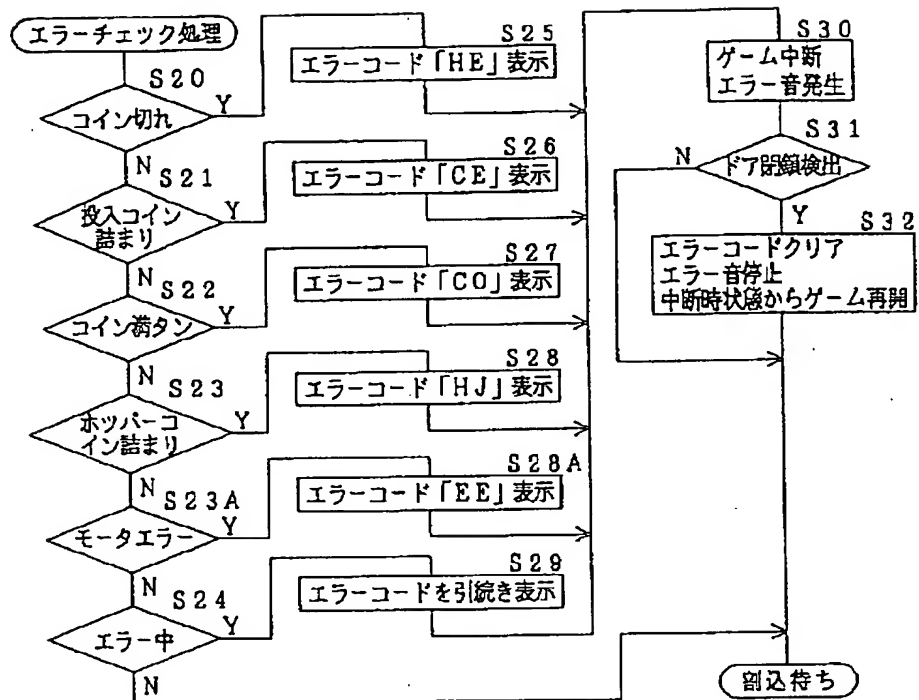 エラーチェック処理
S20
コイン切れ
Y
N
S21
投入コイン
詰まり
Y
N
S22
コイン満タン
Y
N
S23
ホッパーコ
イン詰まり
Y
N
S23A
モータエラー
Y
N
S24
エラー中
Y
N
S25
エラーコード「HE」表示
S26
エラーコード「CE」表示
S27
エラーコード「CO」表示
S28
エラーコード「HJ」表示
S28A
エラーコード「EE」表示
S29
エラーコードを引続き表示
S30
ゲーム中断
エラー音発生
S31
N
ドア閉鎖検出
Y
S32
エラーコードクリア
エラー音停止
中断時状態からゲーム再開
割込待ち